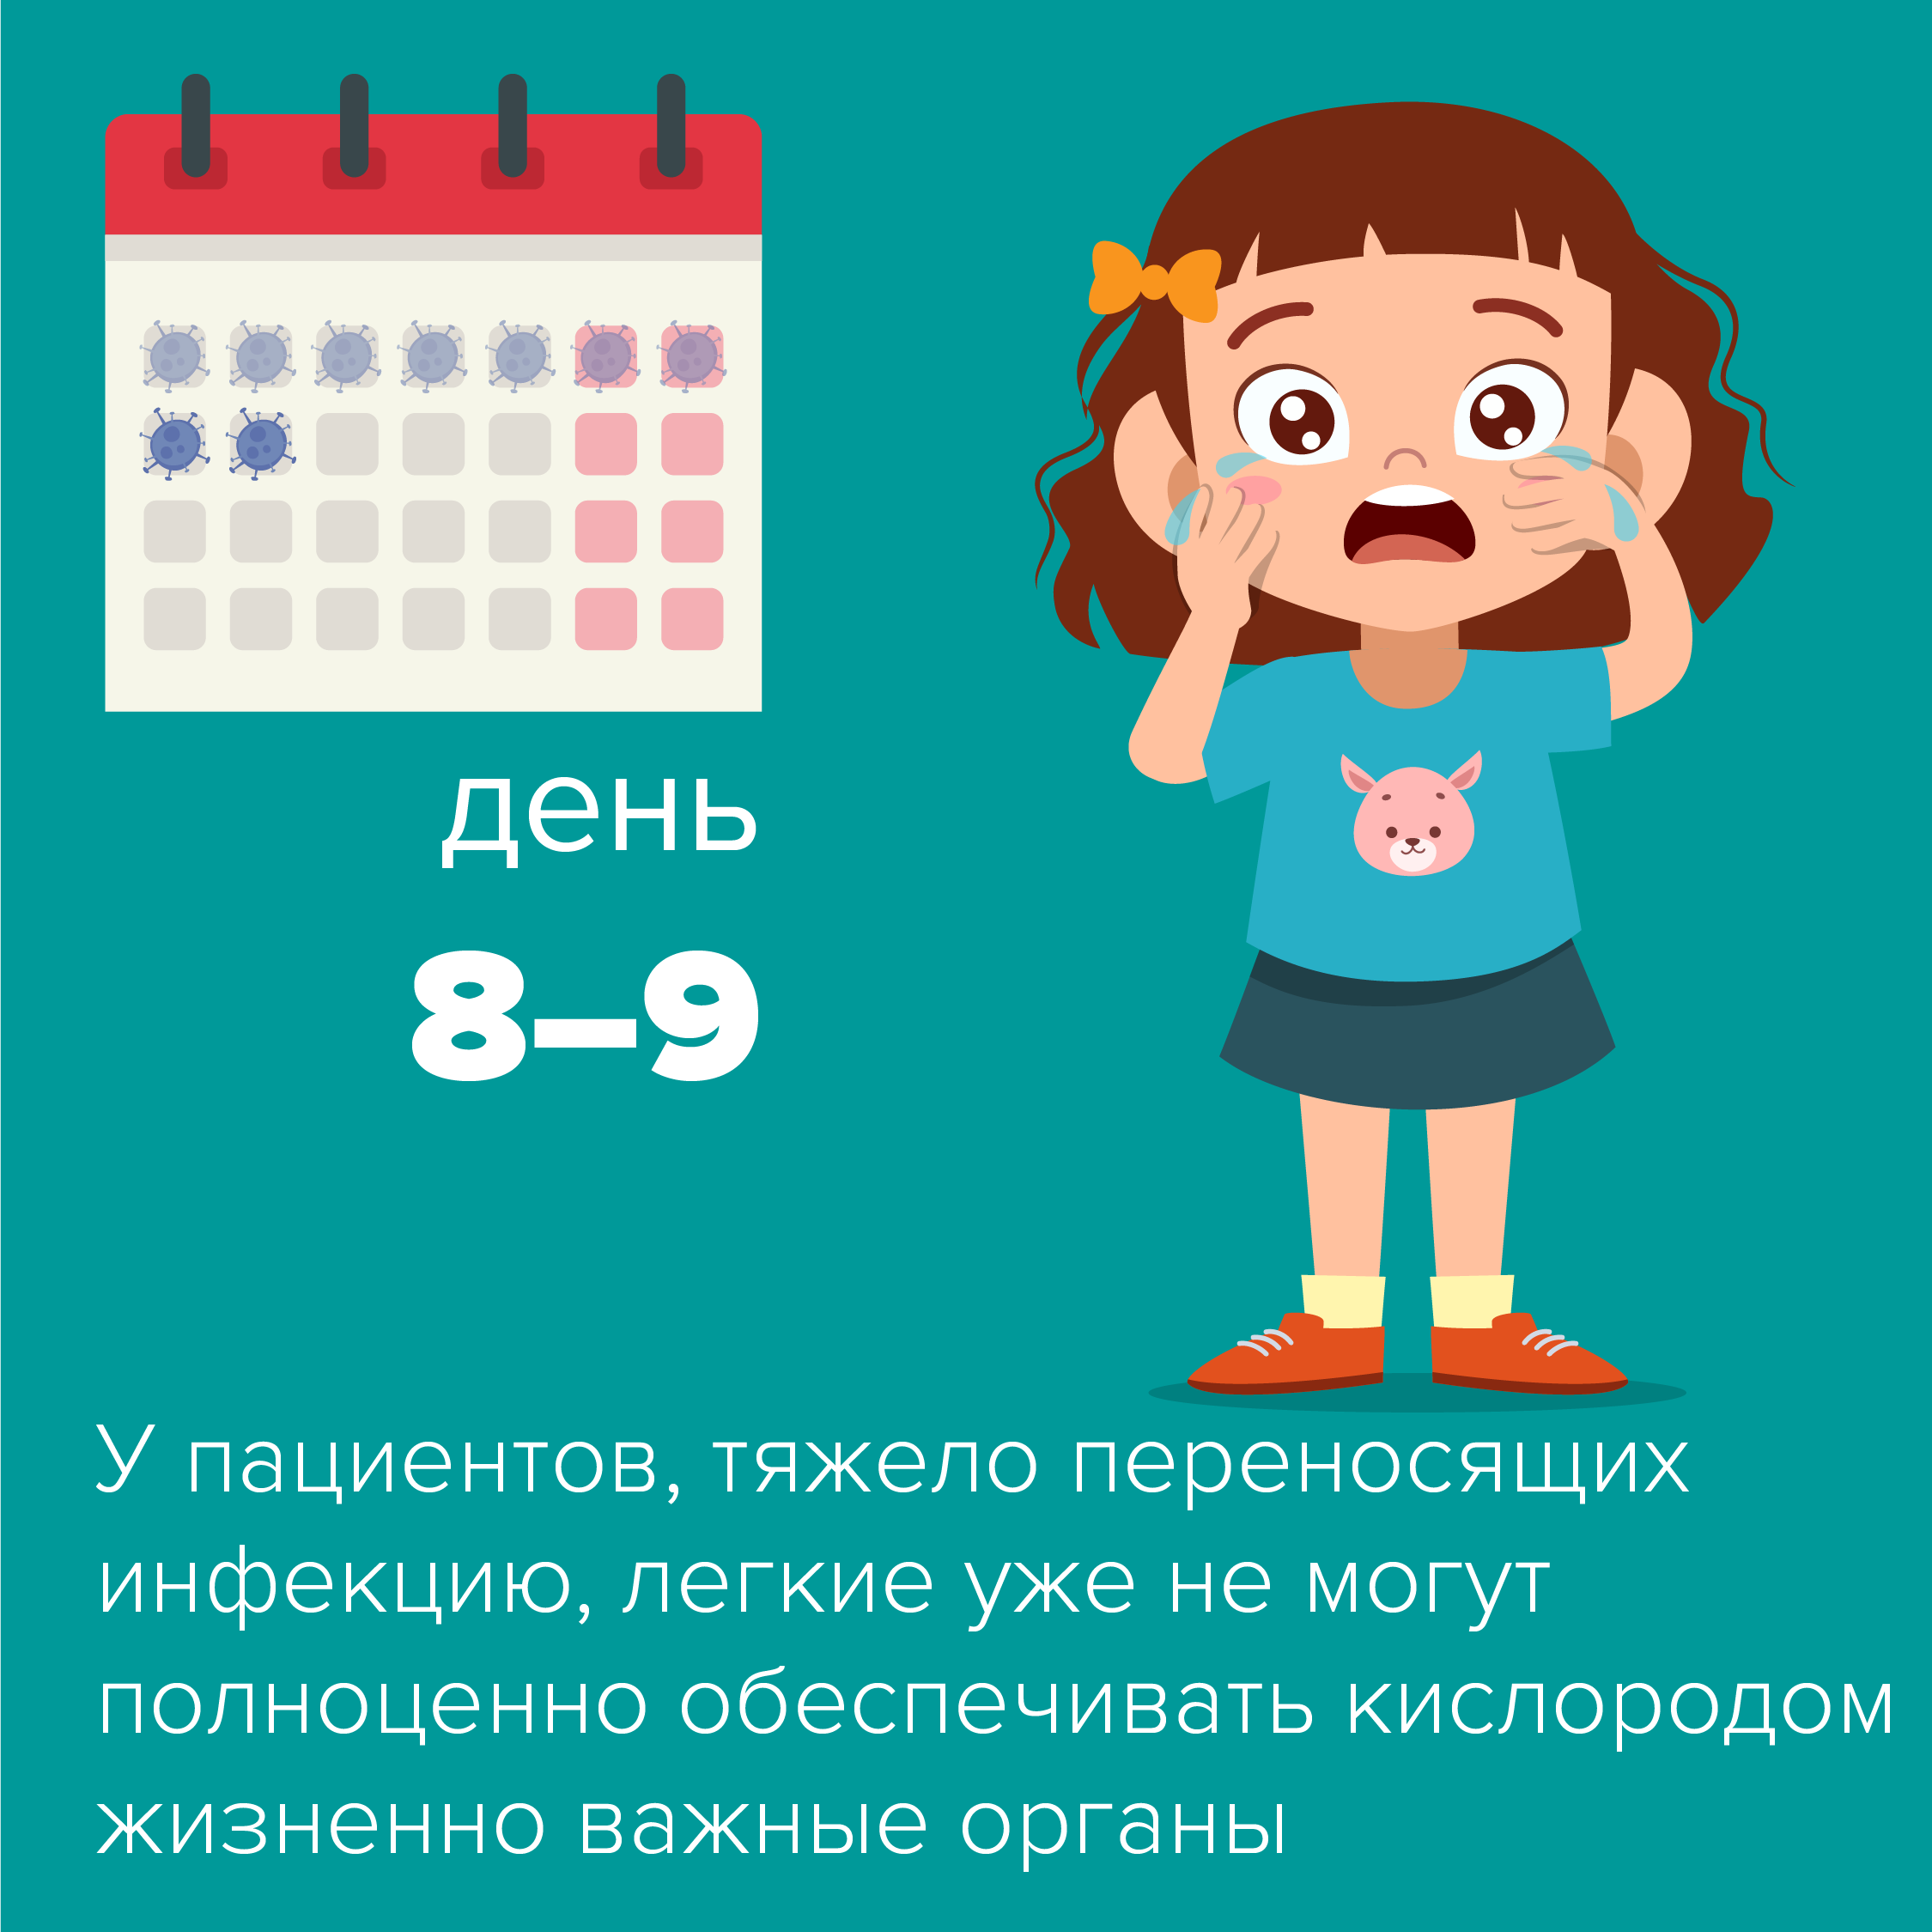 день
8–9
У пациентов, тяжело переносящих
инфекцию, легкие уже не могут
полноценно обеспечивать кислородом
жизненно важные органы